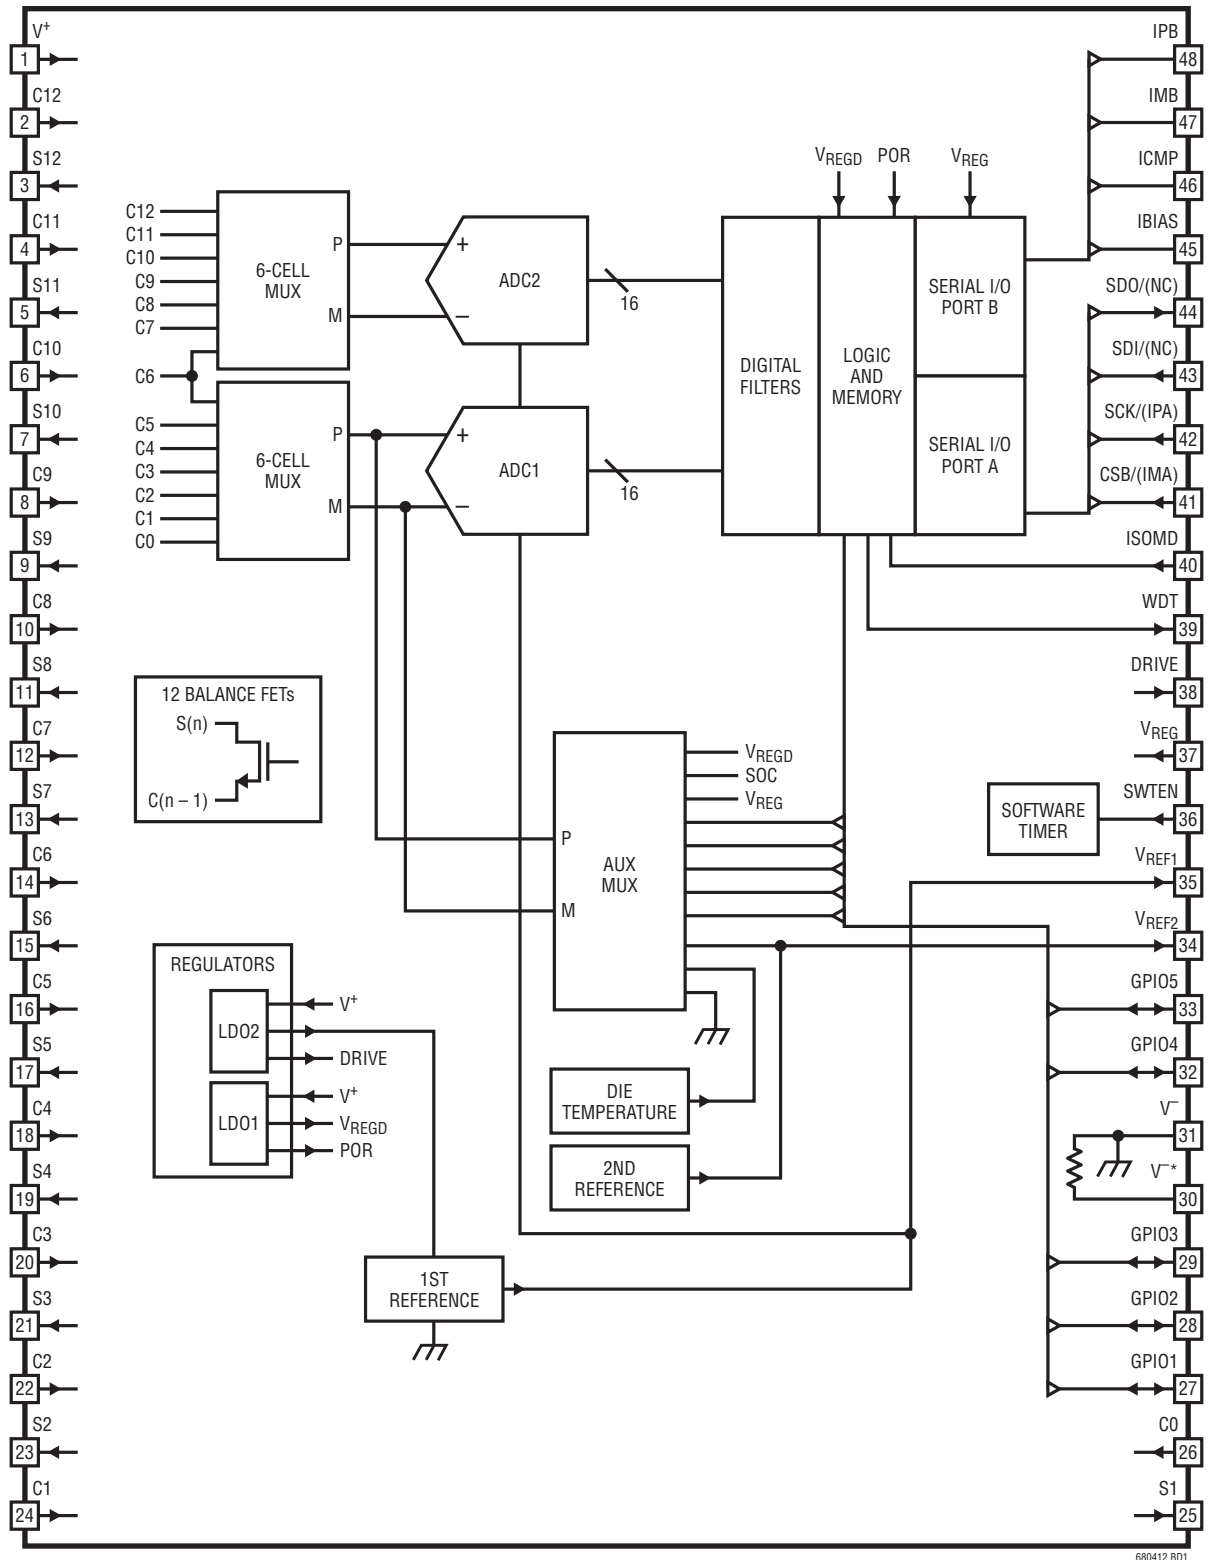 V+
1
C12
2
S12
3
C11
4
S11
5
C10
6
S10
7
C9
8
S9
9
C8
10
S8
11
C7
12
S7
13
C6
14
S6
15
C5
16
S5
17
C4
18
S4
19
C3
20
S3
21
C2
22
S2
23
C1
24
C12
C11
C10
C9
C8
C7
C6
C5
C4
C3
C2
C1
C0
6-CELL
MUX
P
M
6-CELL
MUX
P
M
+
ADC2
–
16
+
ADC1
–
16
VREGD
POR
VREG
DIGITAL
FILTERS
LOGIC
AND
MEMORY
SERIAL I/O
PORT B
SERIAL I/O
PORT A
12 BALANCE FETs
S(n)
C(n – 1)
P
M
AUX
MUX
VREGD
SOC
VREG
SOFTWARE
TIMER
REGULATORS
LDO2
V+
DRIVE
LDO1
V+
VREGD
POR
DIE
TEMPERATURE
2ND
REFERENCE
1ST
REFERENCE
IPB
48
IMB
47
ICMP
46
IBIAS
45
SDO/(NC)
44
SDI/(NC)
43
SCK/(IPA)
42
CSB/(IMA)
41
ISOMD
40
WDT
39
DRIVE
38
VREG
37
SWTEN
36
VREF1
35
VREF2
34
GPIO5
33
GPIO4
32
V–
31
V–*
30
GPIO3
29
GPIO2
28
GPIO1
27
C0
26
S1
25
680412 BD1